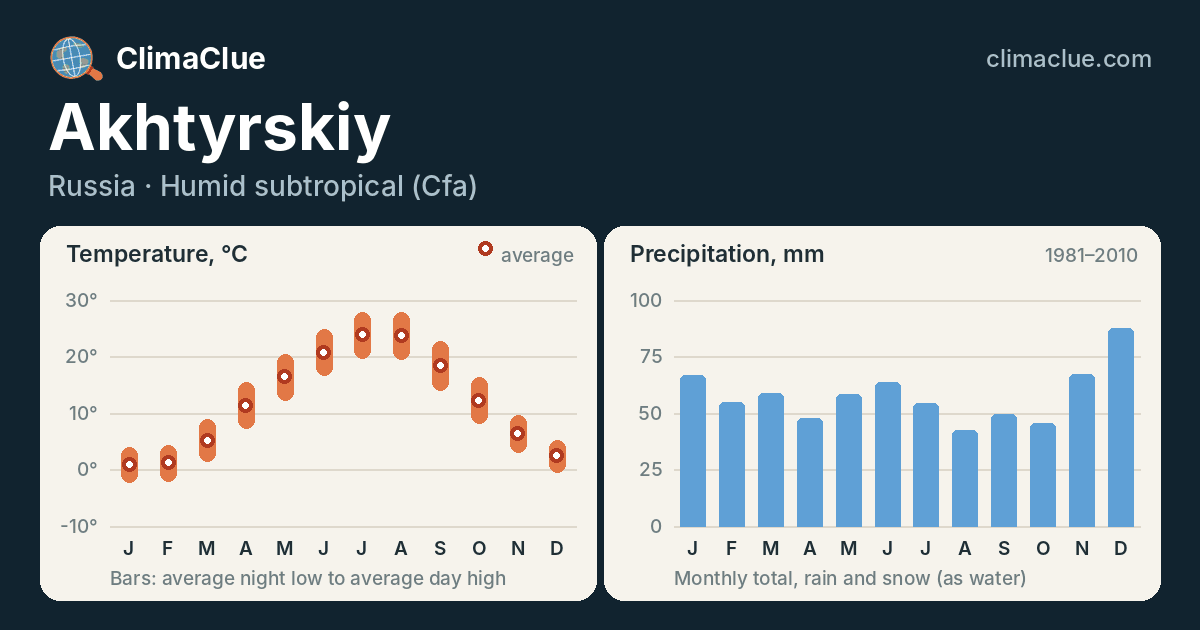 ClimaClue
climaclue.com
Akhtyrskiy
Russia · Humid subtropical (Cfa)
Temperature, °C
average
30°
20°
10°
0°
-10°
J F M A M J J A S O N D
Bars: average night low to average day high
Precipitation, mm
1981–2010
100
75
50
25
0
J F M A M J J A S O N D
Monthly total, rain and snow (as water)